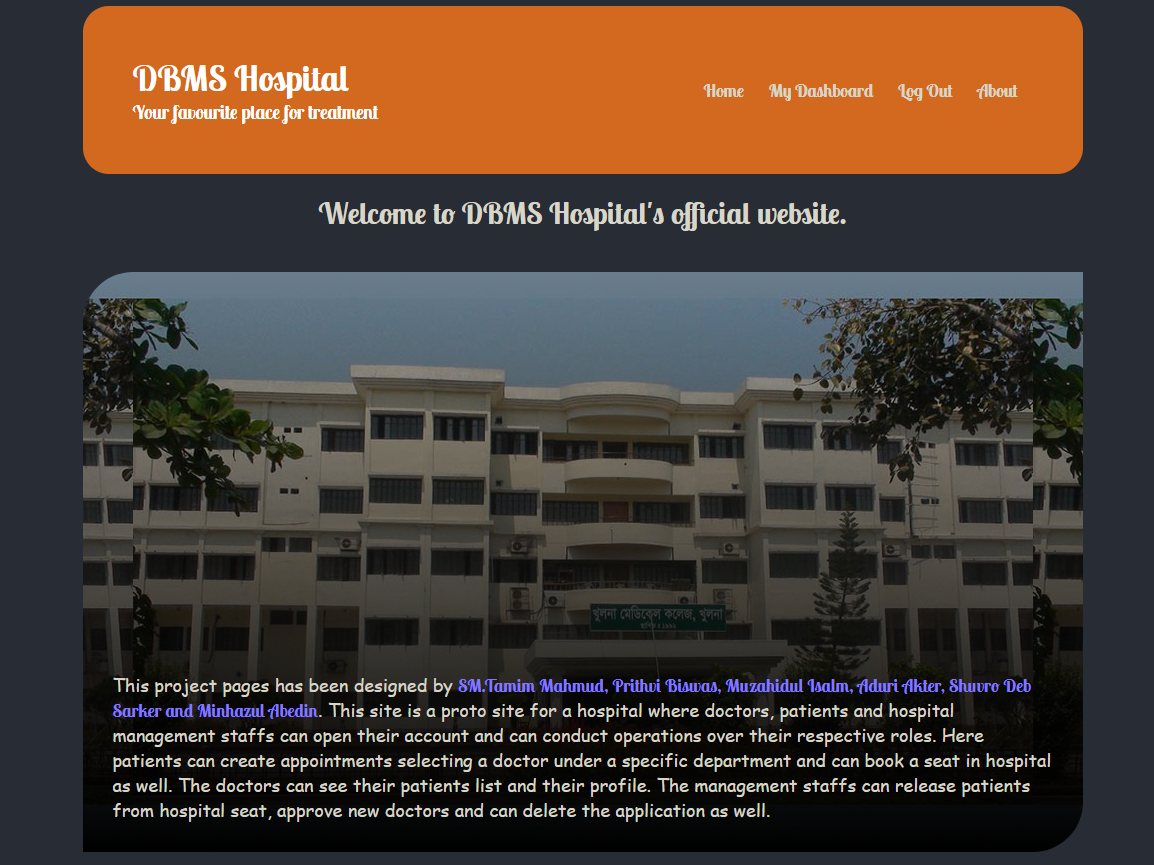 DBMS Hospital
Your favourite place for treatment
Home My Dashboard Log Out About
Welcome to DBMS Hospital's official website.
খুলনা মেডিকেল কলেজ, খুলনা
This project pages has been designed by SM.Tamim Mahmud, Prithvi Biswas, Muzahidul Isalm, Aduri Akter, Shuvro Deb
Sarker and Minhazul Abedin. This site is a proto site for a hospital where doctors, patients and hospital
management staffs can open their account and can conduct operations over their respective roles. Here
patients can create appointments selecting a doctor under a specific department and can book a seat in hospital
as well. The doctors can see their patients list and their profile. The management staffs can release patients
from hospital seat, approve new doctors and can delete the application as well.